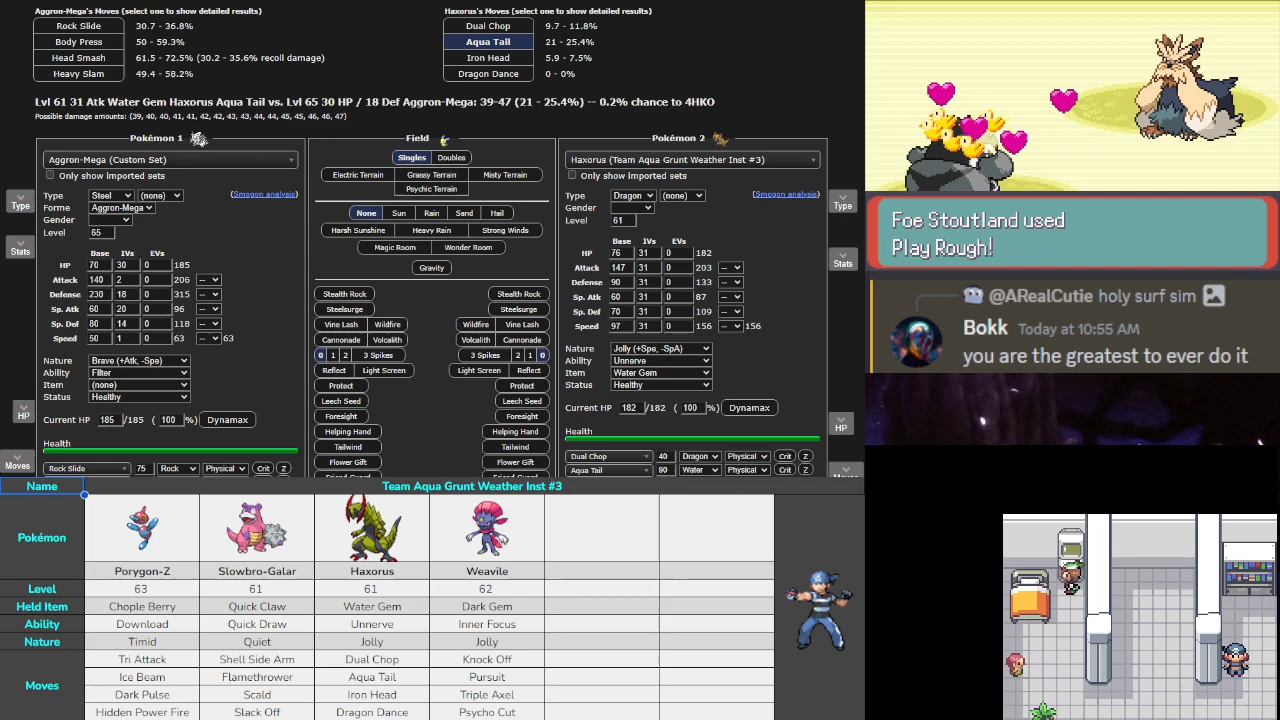 Aggron-Mega's Moves (select one to show detailed results)
Rock Slide 30.7 - 36.8%
Body Press 50 - 59.3%
Head Smash 61.5 - 72.5% (30.2 - 35.6% recoil damage)
Heavy Slam 49.4 - 58.2%
Haxorus's Moves (select one to show detailed results)
Dual Chop 9.7 - 11.8%
Aqua Tail 21 - 25.4%
Iron Head 5.9 - 7.5%
Dragon Dance 0 - 0%
Lvl 61 31 Atk Water Gem Haxorus Aqua Tail vs. Lvl 65 30 HP / 18 Def Aggron-Mega: 39-47 (21 - 25.4%) -- 0.2% chance to 4HKO
Possible damage amounts: (39, 40, 40, 41, 41, 42, 42, 43, 43, 44, 44, 45, 45, 46, 46, 47)
Pokémon 1
Aggron-Mega (Custom Set)
Only show imported sets
Type Steel (none) (Smogon analysis)
Forme Aggron-Mega
Gender
Level 65
Base IVs EVs
HP 70 30 0 185
Attack 140 2 0 206 --
Defense 230 18 0 315 --
Sp. Atk 60 20 0 96 --
Sp. Def 80 14 0 118 --
Speed 50 1 0 63 -- 63
Nature Brave (+Atk, -Spe)
Ability Filter
Item (none)
Status Healthy
Current HP 185 /185 ( 100 %) Dynamax
Health
Rock Slide 75 Rock Physical Crit Z
Type
Stats
HP
Moves
Field
Singles Doubles
Electric Terrain Grassy Terrain Misty Terrain
Psychic Terrain
None Sun Rain Sand Hail
Harsh Sunshine Heavy Rain Strong Winds
Magic Room Wonder Room
Gravity
Stealth Rock Stealth Rock
Steelsurge Steelsurge
Vine Lash Wildfire Wildfire Vine Lash
Cannonade Volcalith Volcalith Cannonade
0 1 2 3 Spikes 3 Spikes 2 1 0
Reflect Light Screen Light Screen Reflect
Protect Protect
Leech Seed Leech Seed
Foresight Foresight
Helping Hand Helping Hand
Tailwind Tailwind
Flower Gift Flower Gift
Pokémon 2
Haxorus (Team Aqua Grunt Weather Inst #3)
Only show imported sets
Type Dragon (none) (Smogon analysis)
Gender
Level 61
Base IVs EVs
HP 76 31 0 182
Attack 147 31 0 203 --
Defense 90 31 0 133 --
Sp. Atk 60 31 0 87 --
Sp. Def 70 31 0 109 --
Speed 97 31 0 156 -- 156
Nature Jolly (+Spe, -SpA)
Ability Unnerve
Item Water Gem
Status Healthy
Current HP 182 /182 ( 100 %) Dynamax
Health
Dual Chop 40 Dragon Physical Crit Z
Aqua Tail 90 Water Physical Crit Z
Type
Stats
HP
Name Team Aqua Grunt Weather Inst #3
Pokémon Porygon-Z Slowbro-Galar Haxorus Weavile
Level 63 61 61 62
Held Item Chople Berry Quick Claw Water Gem Dark Gem
Ability Download Quick Draw Unnerve Inner Focus
Nature Timid Quiet Jolly Jolly
Moves
Tri Attack Shell Side Arm Dual Chop Knock Off
Ice Beam Flamethrower Aqua Tail Pursuit
Dark Pulse Scald Iron Head Triple Axel
Hidden Power Fire Slack Off Dragon Dance Psycho Cut
Foe Stoutland used
Play Rough!
@ARealCutie holy surf sim
Bokk Today at 10:55 AM
you are the greatest to ever do it